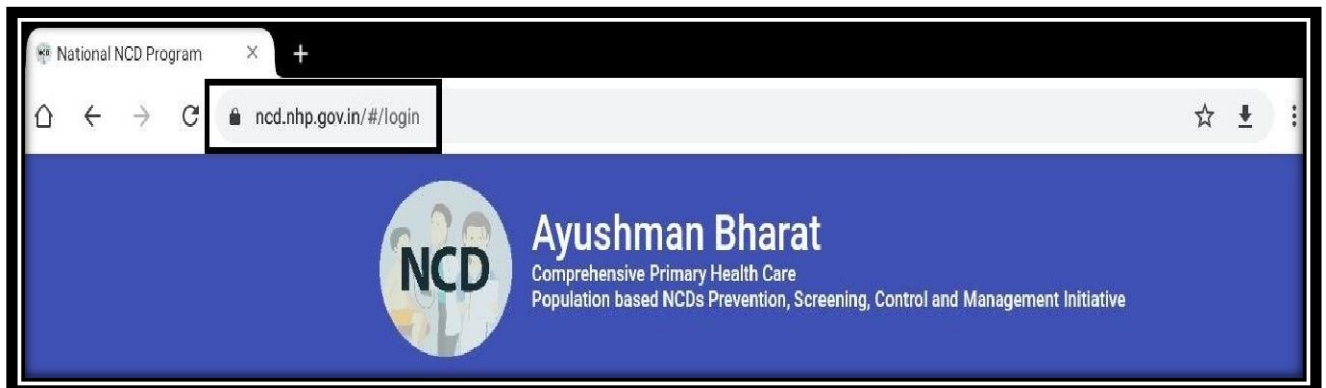 National NCD Program
ncd.nhp.gov.in/#/login
NCD
Ayushman Bharat
Comprehensive Primary Health Care
Population based NCDs Prevention, Screening, Control and Management Initiative